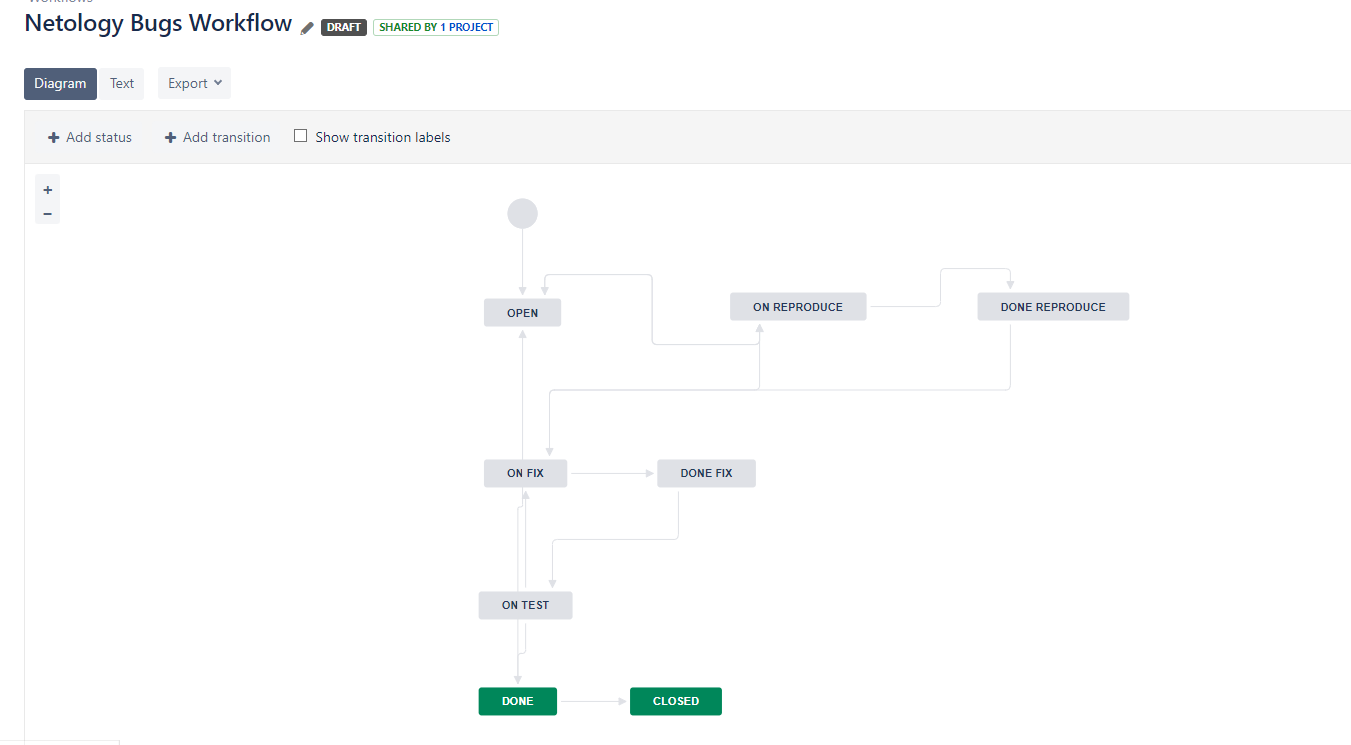 Workflows
Netology Bugs Workflow DRAFT SHARED BY 1 PROJECT
Diagram Text Export
+ Add status + Add transition Show transition labels
+
−
OPEN
ON REPRODUCE
DONE REPRODUCE
ON FIX
DONE FIX
ON TEST
DONE
CLOSED